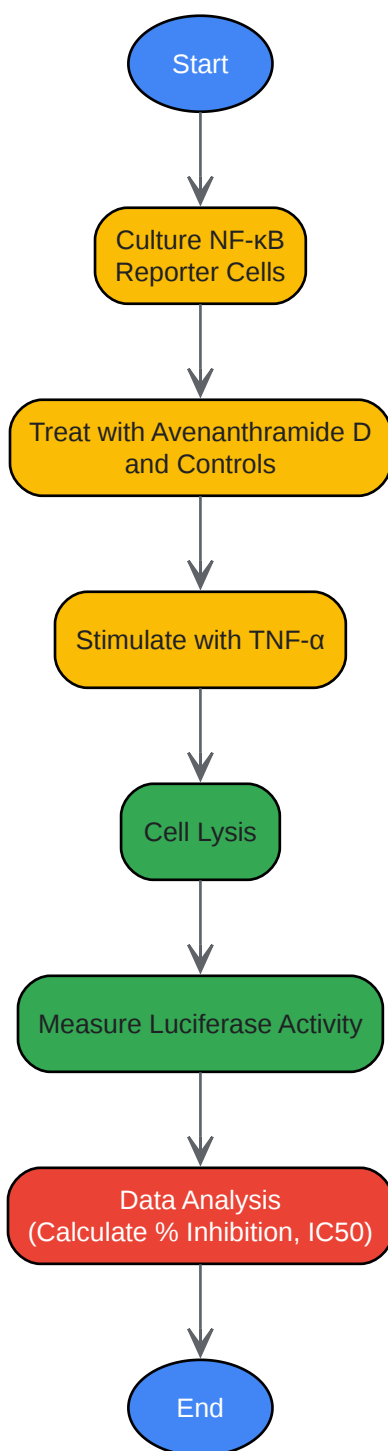 Start
Culture NF-κB
Reporter Cells
Treat with Avenanthramide D
and Controls
Stimulate with TNF-α
Cell Lysis
Measure Luciferase Activity
Data Analysis
(Calculate % Inhibition, IC50)
End